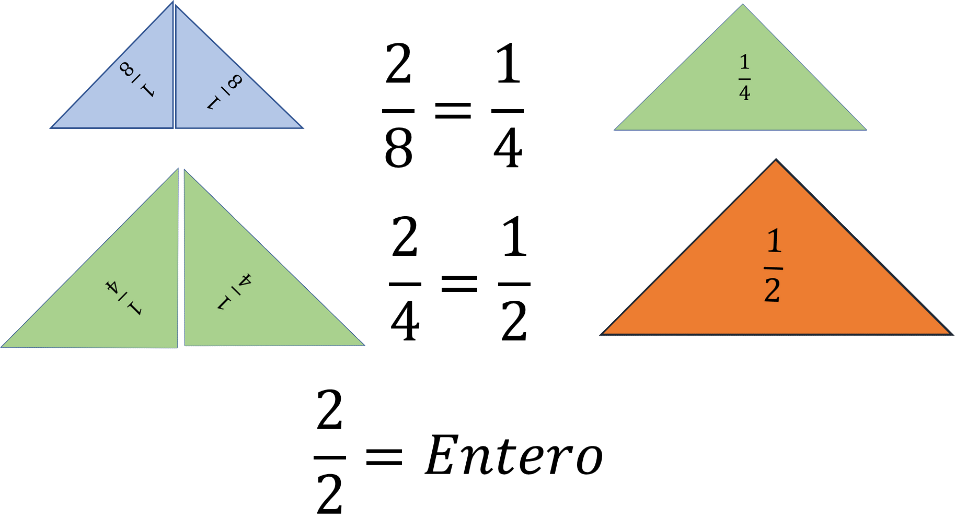 1/8 1/8 2/8 = 1/4 1/4
1/4 1/4 2/4 = 1/2 1/2
2/2 = Entero